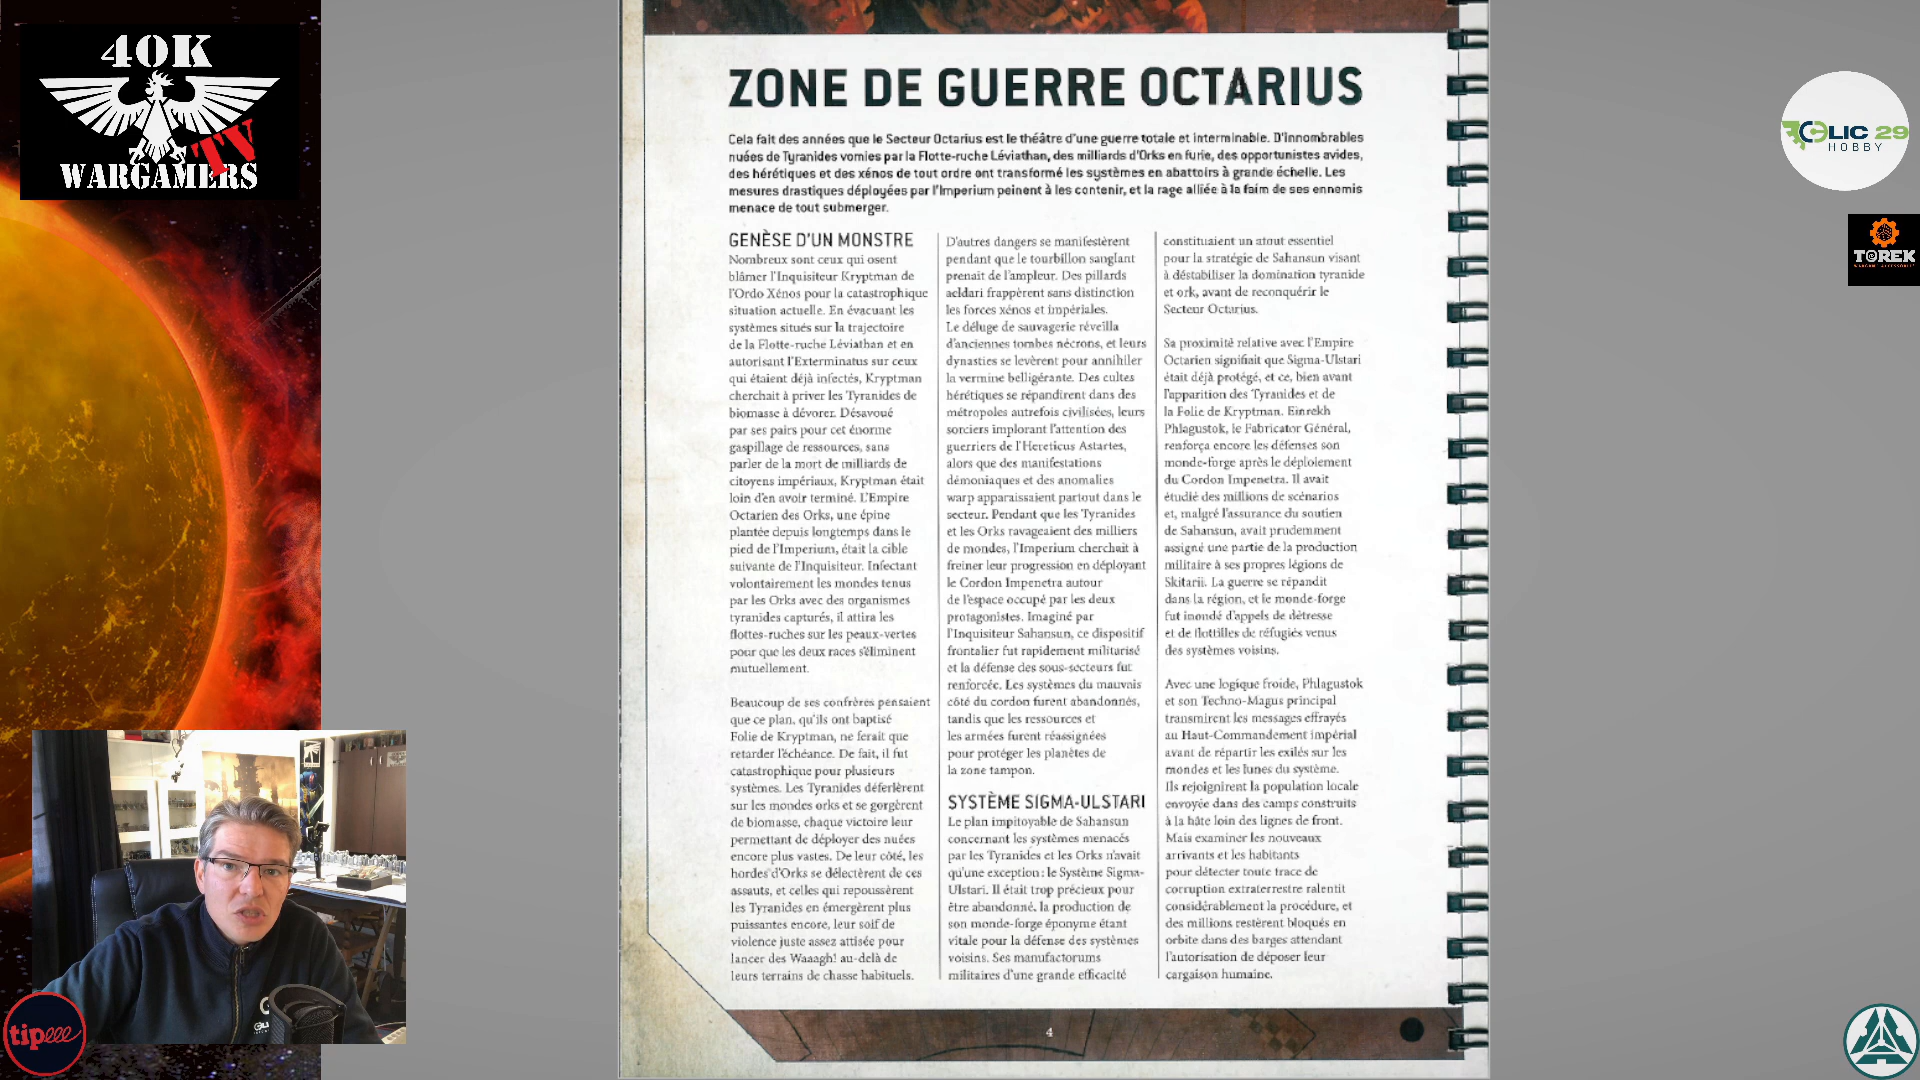 40K
WARGAMERS
TV
ZONE DE GUERRE OCTARIUS
Cela fait des années que le Secteur Octarius est le théâtre d'une guerre totale et interminable. D'innombrables
nuées de Tyranides vomies par la Flotte-ruche Léviathan, des milliards d'Orks en furie, des opportunistes avides,
des hérétiques et des xénos de tout ordre ont transformé les systèmes en abattoirs à grande échelle. Les
mesures drastiques déployées par l'Imperium peinent à les contenir, et la rage alliée à la faim de ses ennemis
menace de tout submerger.
GENÈSE D'UN MONSTRE
Nombreux sont ceux qui osent
blâmer l'Inquisiteur Kryptman de
l'Ordo Xénos pour la catastrophique
situation actuelle. En évacuant les
systèmes situés sur la trajectoire
de la Flotte-ruche Léviathan et en
autorisant l'Exterminatus sur ceux
qui étaient déjà infectés, Kryptman
cherchait à priver les Tyranides de
biomasse à dévorer. Désavoué
par ses pairs pour cet énorme
gaspillage de ressources, sans
parler de la mort de milliards de
citoyens impériaux, Kryptman était
loin d'en avoir terminé. L'Empire
Octarien des Orks, une épine
plantée depuis longtemps dans le
pied de l'Imperium, était la cible
suivante de l'Inquisiteur. Infectant
volontairement les mondes tenus
par les Orks avec des organismes
tyranides capturés, il attira les
flottes-ruches sur les peaux-vertes
pour que les deux races s'éliminent
mutuellement.
Beaucoup de ses confrères pensaient
que ce plan, qu'ils ont baptisé
Folie de Kryptman, ne ferait que
retarder l'échéance. De fait, il fut
catastrophique pour plusieurs
systèmes. Les Tyranides déferlèrent
sur les mondes orks et se gorgèrent
de biomasse, chaque victoire leur
permettant de déployer des nuées
encore plus vastes. De leur côté, les
hordes d'Orks se délectèrent de ces
assauts, et celles qui repoussèrent
les Tyranides en émergèrent plus
puissantes encore, leur soif de
violence juste assez attisée pour
lancer des Waaagh! au-delà de
leurs terrains de chasse habituels.
D'autres dangers se manifestèrent
pendant que le tourbillon sanglant
prenait de l'ampleur. Des pillards
aeldari frappèrent sans distinction
les forces xénos et impériales.
Le déluge de sauvagerie réveilla
d'anciennes tombes nécrons, et leurs
dynasties se levèrent pour annihiler
la vermine belligérante. Des cultes
hérétiques se répandirent dans des
métropoles autrefois civilisées, leurs
sorciers implorant l'attention des
guerriers de l'Hereticus Astartes,
alors que des manifestations
démoniaques et des anomalies
warp apparaissaient partout dans le
secteur. Pendant que les Tyranides
et les Orks ravageaient des milliers
de mondes, l'Imperium cherchait à
freiner leur progression en déployant
le Cordon Impenetra autour
de l'espace occupé par les deux
protagonistes. Imaginé par
l'Inquisiteur Sahansun, ce dispositif
frontalier fut rapidement militarisé
et la défense des sous-secteurs fut
renforcée. Les systèmes du mauvais
côté du cordon furent abandonnés,
tandis que les ressources et
les armées furent réassignées
pour protéger les planètes de
la zone tampon.
SYSTÈME SIGMA-ULSTARI
Le plan impitoyable de Sahansun
concernant les systèmes menacés
par les Tyranides et les Orks n'avait
qu'une exception : le Système Sigma-
Ulstari. Il était trop précieux pour
être abandonné, la production de
son monde-forge éponyme étant
vitale pour la défense des systèmes
voisins. Ses manufactorums
militaires d'une grande efficacité
constituaient un atout essentiel
pour la stratégie de Sahansun visant
à déstabiliser la domination tyranide
et ork, avant de reconquérir le
Secteur Octarius.
Sa proximité relative avec l'Empire
Octarien signifiait que Sigma-Ulstari
était déjà protégé, et ce, bien avant
l'apparition des Tyranides et de
la Folie de Kryptman. Einrekh
Phlagustok, le Fabricator Général,
renforça encore les défenses son
monde-forge après le déploiement
du Cordon Impenetra. Il avait
étudié des millions de scénarios
et, malgré l'assurance du soutien
de Sahansun, avait prudemment
assigné une partie de la production
militaire à ses propres légions de
Skitarii. La guerre se répandit
dans la région, et le monde-forge
fut inondé d'appels de détresse
et de flottilles de réfugiés venus
des systèmes voisins.
Avec une logique froide, Phlagustok
et son Techno-Magus principal
transmirent les messages effrayés
au Haut-Commandement impérial
avant de répartir les exilés sur les
mondes et les lunes du système.
Ils rejoignirent la population locale
envoyée dans des camps construits
à la hâte loin des lignes de front.
Mais examiner les nouveaux
arrivants et les habitants
pour détecter toute trace de
corruption extraterrestre ralentit
considérablement la procédure, et
des millions restèrent bloqués en
orbite dans des barges attendant
l'autorisation de déposer leur
cargaison humaine.
4
CLIC 29
HOBBY
TOREK
tipeee